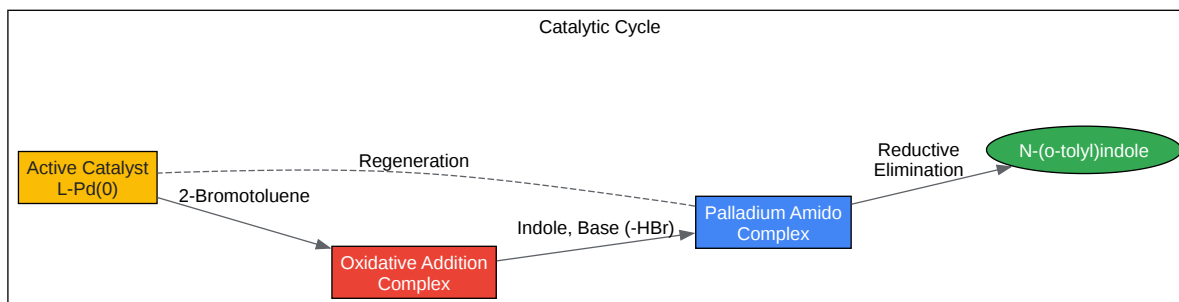 Catalytic Cycle
Active Catalyst
L-Pd(0)
Regeneration
2-Bromotoluene
Oxidative Addition
Complex
Indole, Base (-HBr)
Palladium Amido
Complex
Reductive
Elimination
N-(o-tolyl)indole